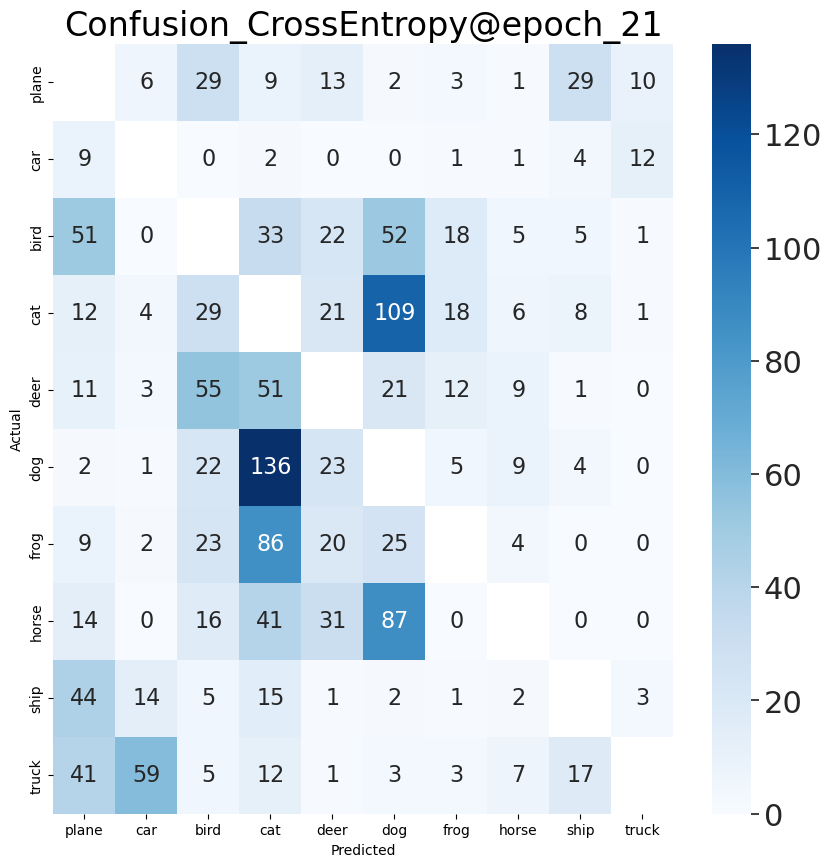 Confusion_CrossEntropy@epoch_21
plane 6 29 9 13 2 3 1 29 10
car 9 0 2 0 0 1 1 4 12
bird 51 0 33 22 52 18 5 5 1
cat 12 4 29 21 109 18 6 8 1
deer 11 3 55 51 21 12 9 1 0
dog 2 1 22 136 23 5 9 4 0
frog 9 2 23 86 20 25 4 0 0
horse 14 0 16 41 31 87 0 0 0
ship 44 14 5 15 1 2 1 2 3
truck 41 59 5 12 1 3 3 7 17
plane car bird cat deer dog frog horse ship truck
Predicted
Actual
120
100
80
60
40
20
0